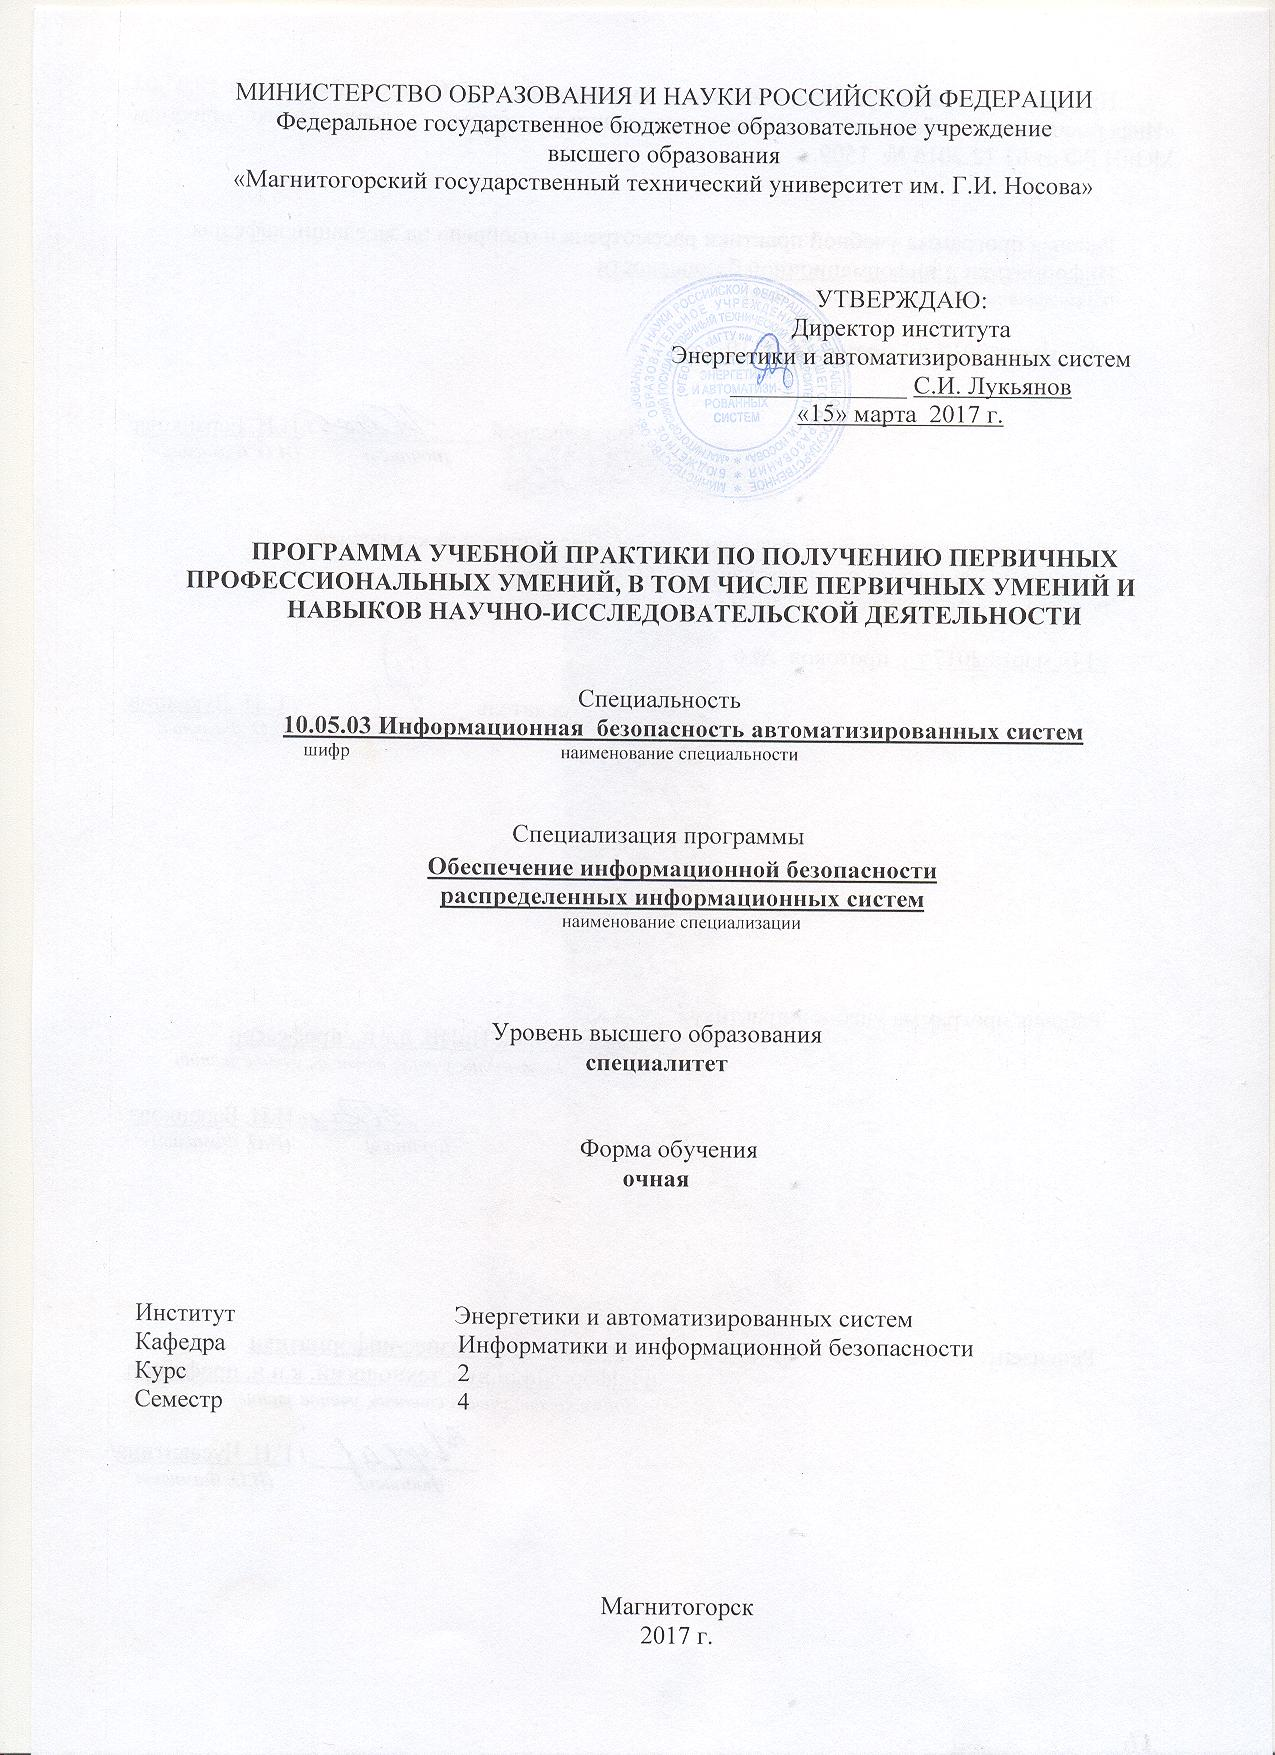 МИНИСТЕРСТВО ОБРАЗОВАНИЯ И НАУКИ РОССИЙСКОЙ ФЕДЕРАЦИИ
Федеральное государственное бюджетное образовательное учреждение
высшего образования
«Магнитогорский государственный технический университет им. Г.И. Носова»
УТВЕРЖДАЮ:
Директор института
Энергетики и автоматизированных систем
С.И. Лукьянов
«15» марта 2017 г.
ЭНЕРГЕТИКИ
И АВТОМАТИЗИ-
РОВАННЫХ
СИСТЕМ
ПРОГРАММА УЧЕБНОЙ ПРАКТИКИ ПО ПОЛУЧЕНИЮ ПЕРВИЧНЫХ
ПРОФЕССИОНАЛЬНЫХ УМЕНИЙ, В ТОМ ЧИСЛЕ ПЕРВИЧНЫХ УМЕНИЙ И
НАВЫКОВ НАУЧНО-ИССЛЕДОВАТЕЛЬСКОЙ ДЕЯТЕЛЬНОСТИ
Специальность
10.05.03 Информационная безопасность автоматизированных систем
шифр наименование специальности
Специализация программы
Обеспечение информационной безопасности
распределенных информационных систем
наименование специализации
Уровень высшего образования
специалитет
Форма обучения
очная
Институт Энергетики и автоматизированных систем
Кафедра Информатики и информационной безопасности
Курс 2
Семестр 4
Магнитогорск
2017 г.